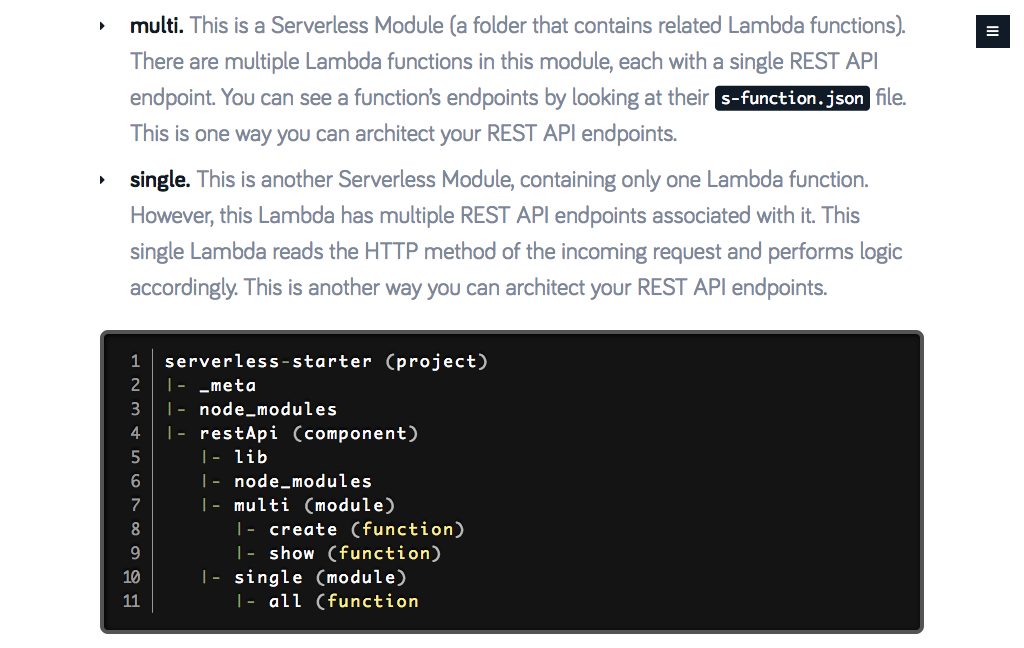 multi. This is a Serverless Module (a folder that contains related Lambda functions).
There are multiple Lambda functions in this module, each with a single REST API
endpoint. You can see a function’s endpoints by looking at their s-function.json file.
This is one way you can architect your REST API endpoints.
single. This is another Serverless Module, containing only one Lambda function.
However, this Lambda has multiple REST API endpoints associated with it. This
single Lambda reads the HTTP method of the incoming request and performs logic
accordingly. This is another way you can architect your REST API endpoints.
1 serverless-starter (project)
2 |- _meta
3 |- node_modules
4 |- restApi (component)
5 |- lib
6 |- node_modules
7 |- multi (module)
8 |- create (function)
9 |- show (function)
10 |- single (module)
11 |- all (function